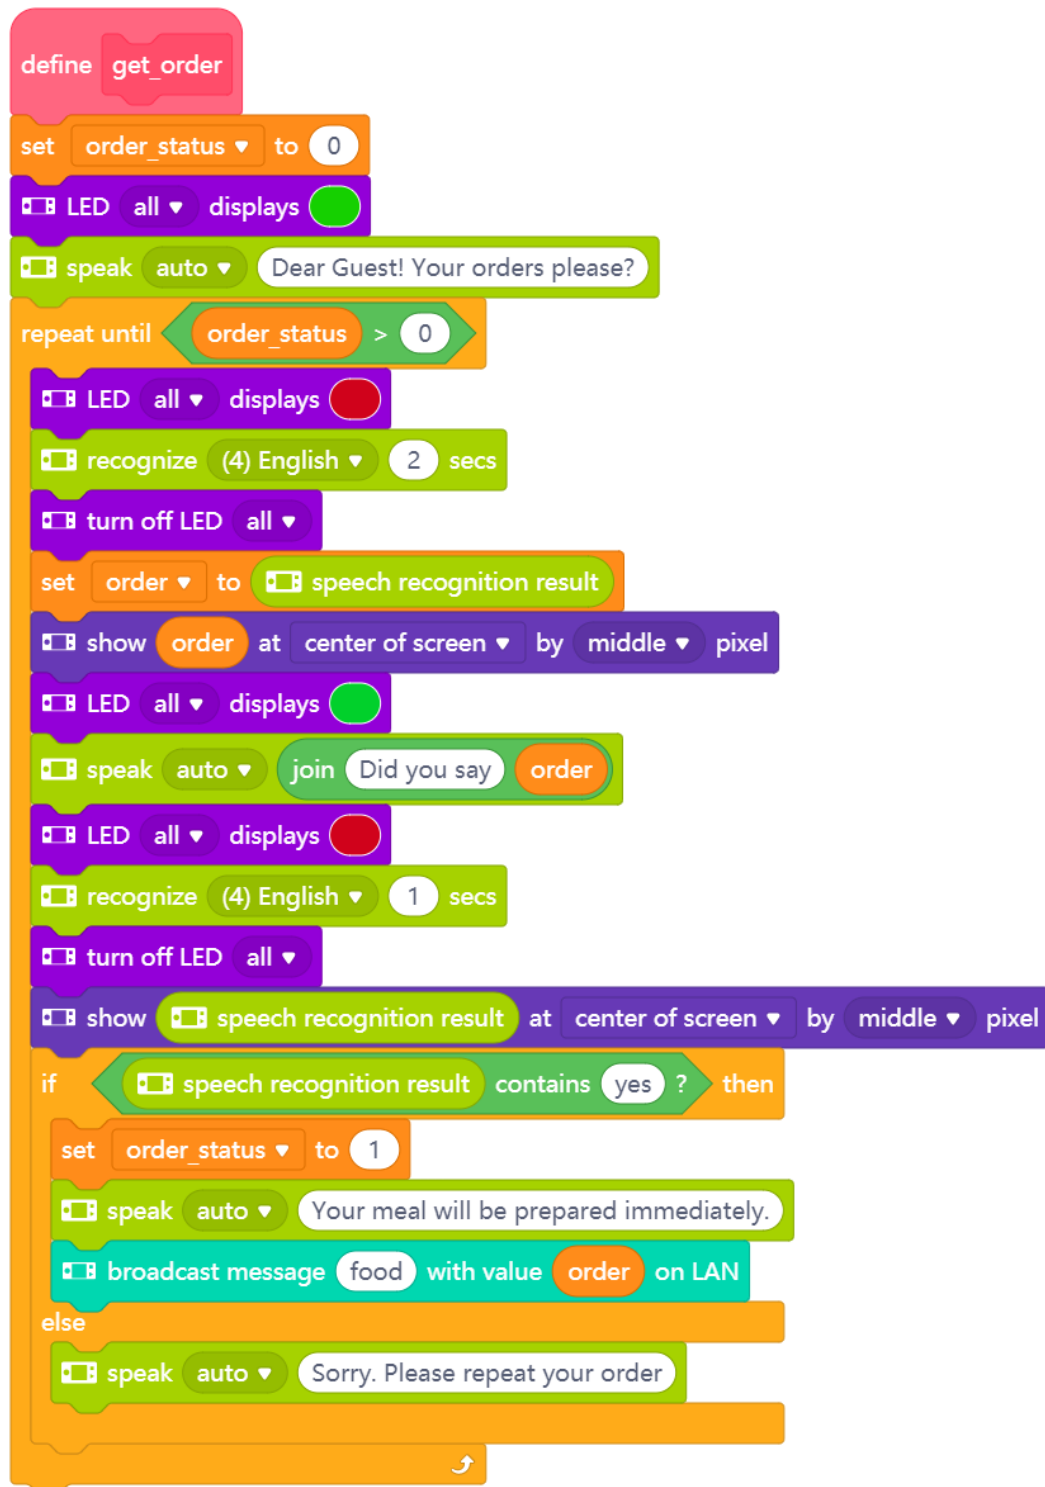 define get_order
set order_status to 0
LED all displays
speak auto Dear Guest! Your orders please?
repeat until order_status > 0
LED all displays
recognize (4) English 2 secs
turn off LED all
set order to speech recognition result
show order at center of screen by middle pixel
LED all displays
speak auto join Did you say order
LED all displays
recognize (4) English 1 secs
turn off LED all
show speech recognition result at center of screen by middle pixel
if speech recognition result contains yes ? then
set order_status to 1
speak auto Your meal will be prepared immediately.
broadcast message food with value order on LAN
else
speak auto Sorry. Please repeat your order